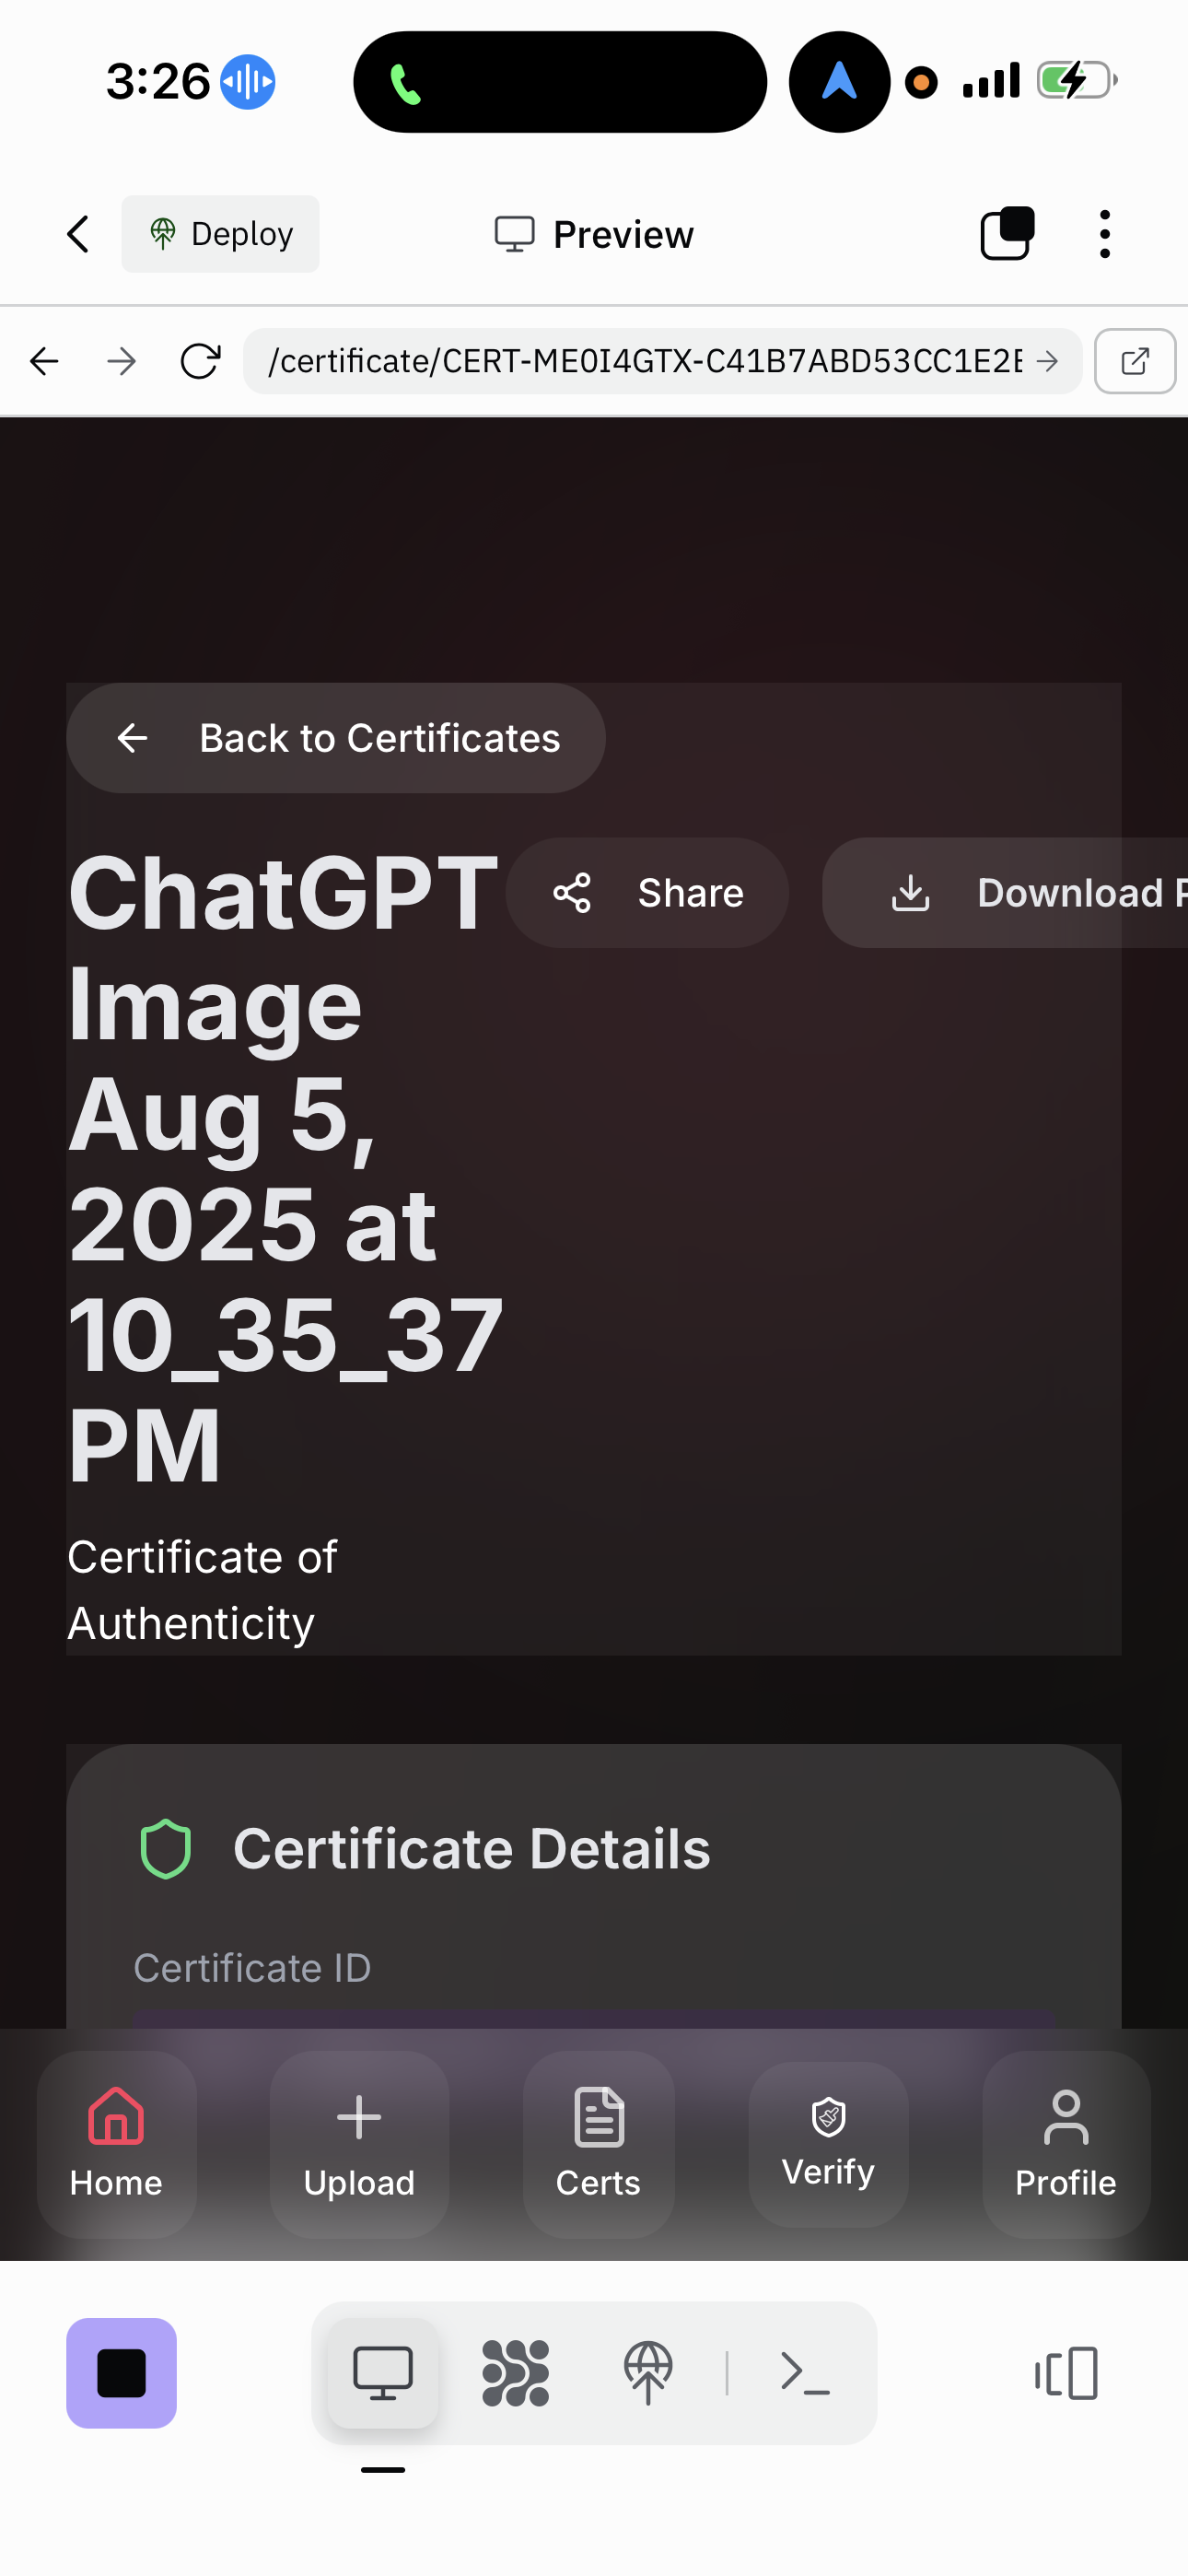 3:26
Deploy
Preview
/certificate/CERT-ME0I4GTX-C41B7ABD53CC1E2
Back to Certificates
ChatGPT
Image
Aug 5,
2025 at
10_35_37
PM
Share
Download
Certificate of
Authenticity
Certificate Details
Certificate ID
Home
Upload
Certs
Verify
Profile